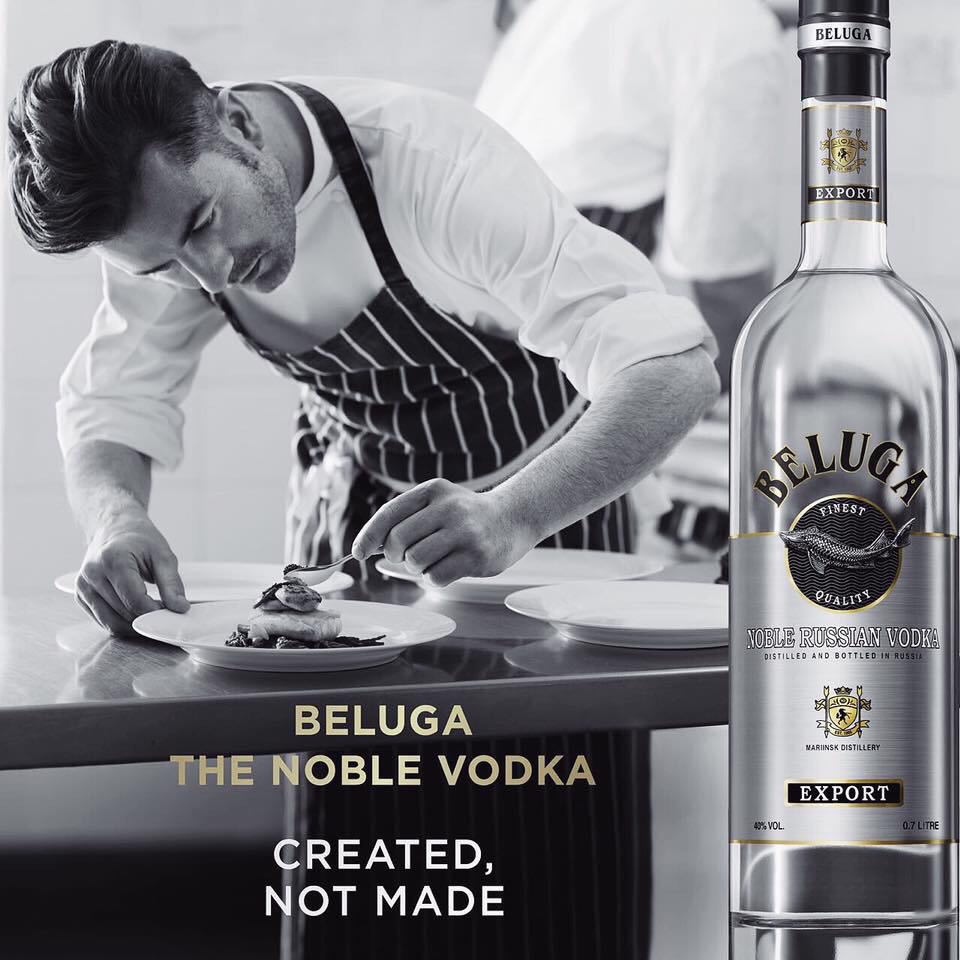 BELUGA
THE NOBLE VODKA
CREATED,
NOT MADE
BELUGA
EXPORT
BELUGA
FINEST
QUALITY
NOBLE RUSSIAN VODKA
DISTILLED AND BOTTLED IN RUSSIA
MARIINSK DISTILLERY
EXPORT
40% VOL.
0.7 LITRE